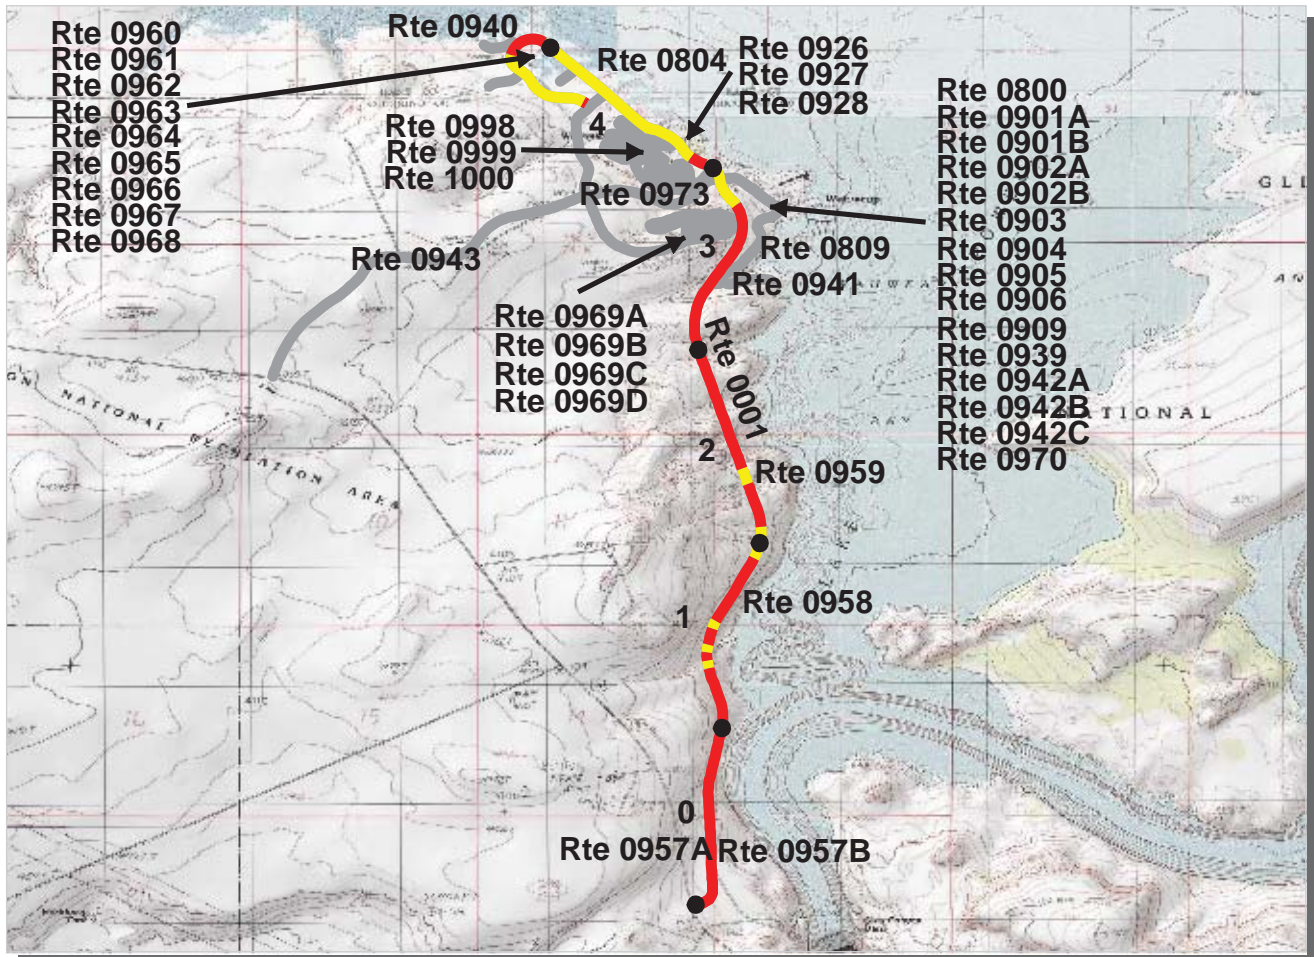 Rte 0960
Rte 0961
Rte 0962
Rte 0963
Rte 0964
Rte 0965
Rte 0966
Rte 0967
Rte 0968
Rte 0940
Rte 0804
Rte 0926
Rte 0927
Rte 0928
Rte 0800
Rte 0901A
Rte 0901B
Rte 0902A
Rte 0902B
Rte 0903
Rte 0904
Rte 0905
Rte 0906
Rte 0909
Rte 0939
Rte 0942A
Rte 0942B
Rte 0942C
Rte 0970
4
Rte 0998
Rte 0999
Rte 1000
Rte 0973
Rte 0943
3
Rte 0809
Rte 0941
Rte 0969A
Rte 0969B
Rte 0969C
Rte 0969D
Rte 0001
NATIONAL
RECREATION AREA
2
Rte 0959
Rte 0958
1
16
15
0
Rte 0957A
Rte 0957B